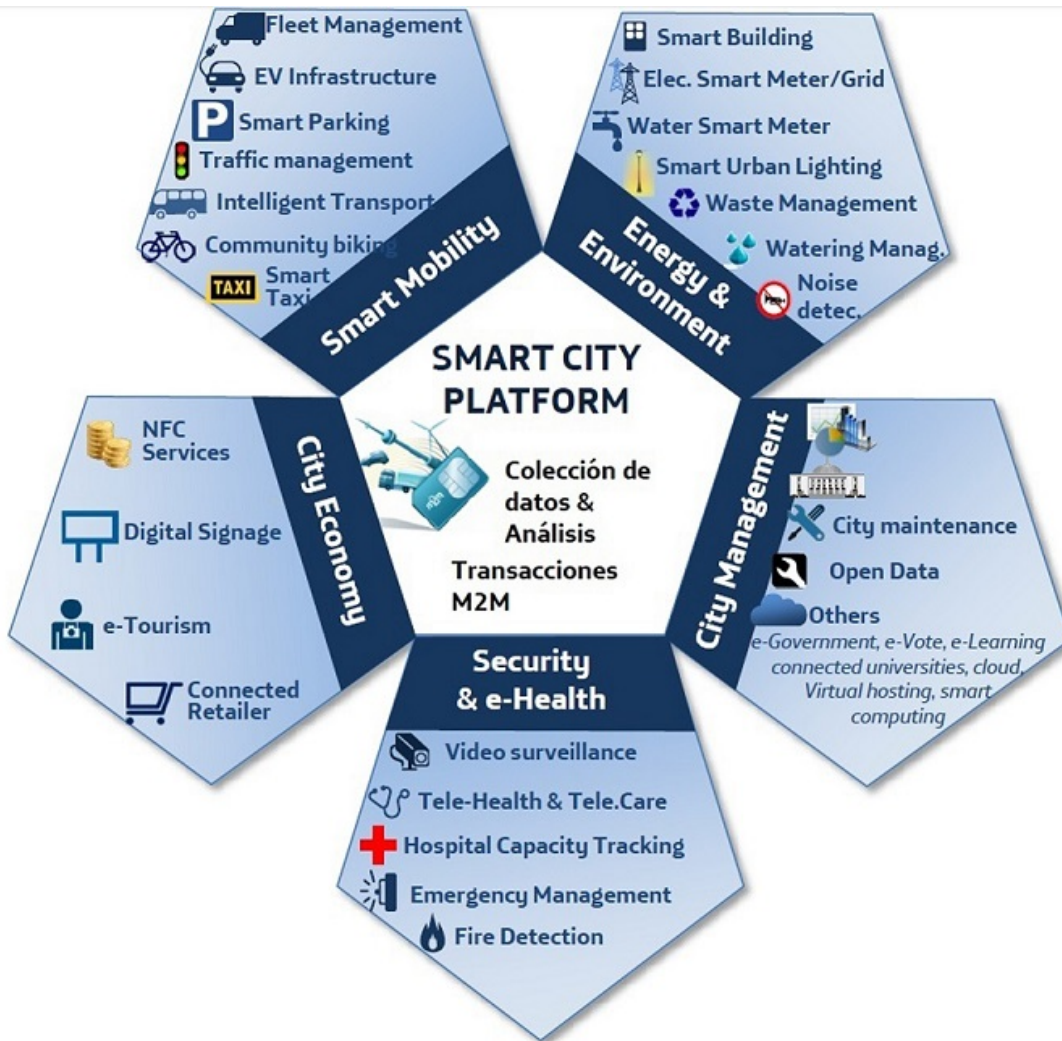 Fleet Management
EV Infrastructure
P
Smart Parking
Traffic management
Intelligent Transport
Community biking
TAXI
Smart
Taxi
Smart Mobility
Smart Building
Elec. Smart Meter/Grid
Water Smart Meter
Smart Urban Lighting
Waste Management
Watering Manag.
Noise
detec.
Energy &
Environment
SMART CITY
PLATFORM
m2m
Colección de
datos &
Análisis
Transacciones
M2M
NFC
Services
Digital Signage
e-Tourism
Connected
Retailer
City Economy
City Management
City maintenance
Open Data
Others
e-Government, e-Vote, e-Learning
connected universities, cloud,
Virtual hosting, smart
computing
Security
& e-Health
Video surveillance
Tele-Health & Tele.Care
Hospital Capacity Tracking
Emergency Management
Fire Detection